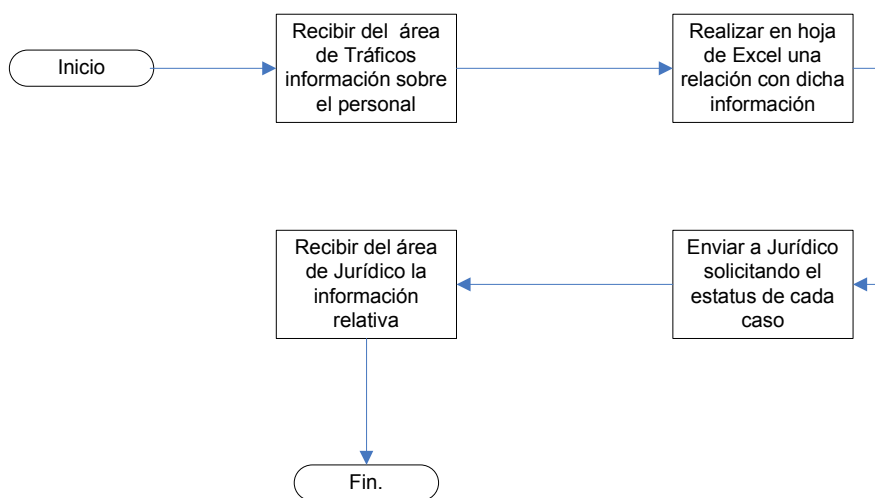 Inicio
Recibir del área
de Tráficos
información sobre
el personal
Realizar en hoja
de Excel una
relación con dicha
información
Enviar a Jurídico
solicitando el
estatus de cada
caso
Recibir del área
de Jurídico la
información
relativa
Fin.